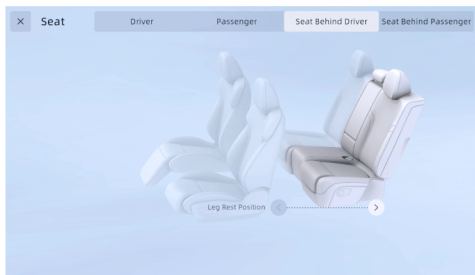 Seat
Driver
Passenger
Seat Behind Driver
Seat Behind Passenger
Leg Rest Position